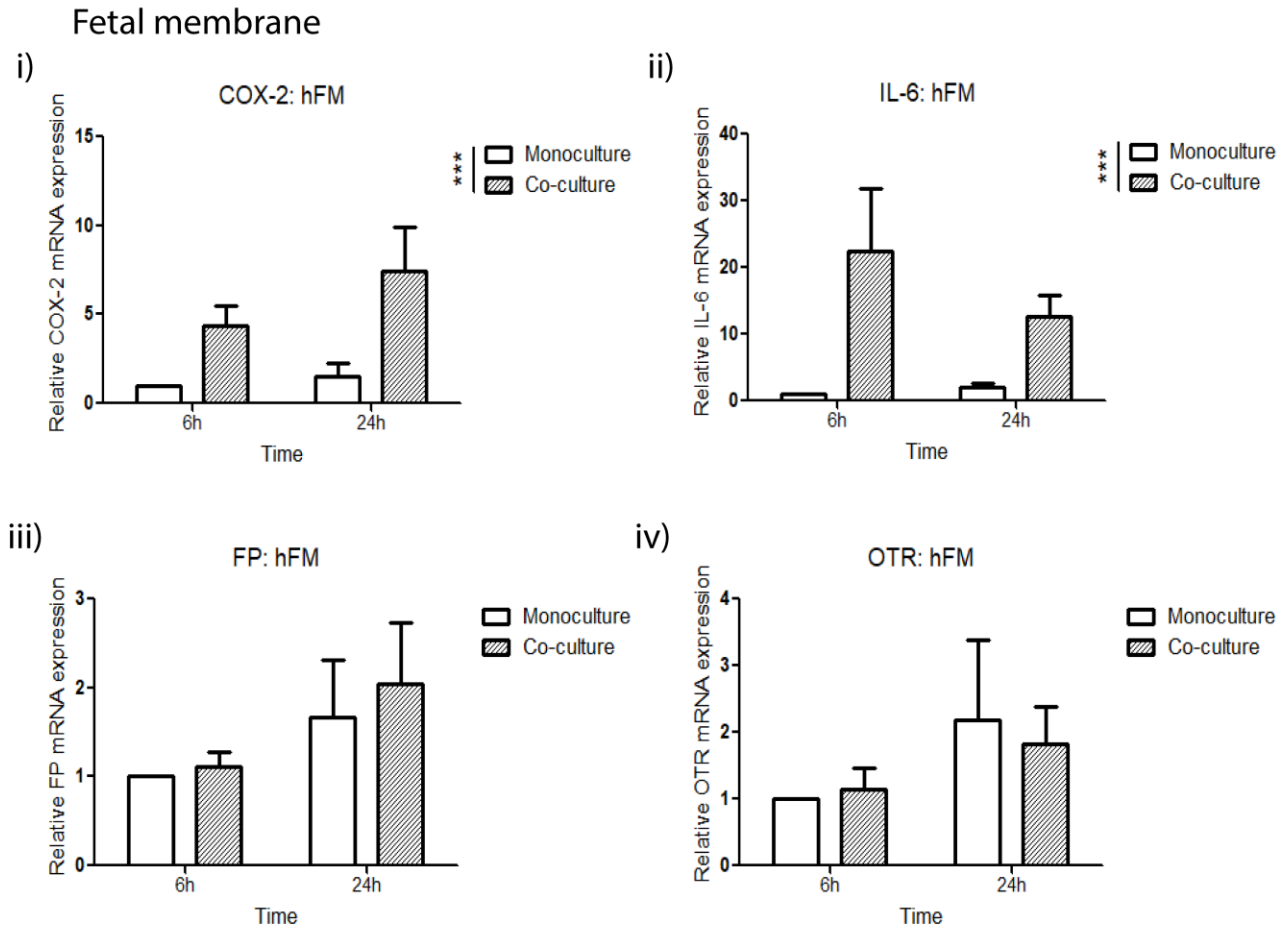 Fetal membrane
i)
COX-2: hFM
Relative COX-2 mRNA expression
15
10
5
0
6h
24h
Time
***
Monoculture
Co-culture
ii)
IL-6: hFM
Relative IL-6 mRNA expression
40
30
20
10
0
6h
24h
Time
***
Monoculture
Co-culture
iii)
FP: hFM
Relative FP mRNA expression
3
2
1
0
6h
24h
Time
Monoculture
Co-culture
iv)
OTR: hFM
Relative OTR mRNA expression
4
3
2
1
0
6h
24h
Time
Monoculture
Co-culture